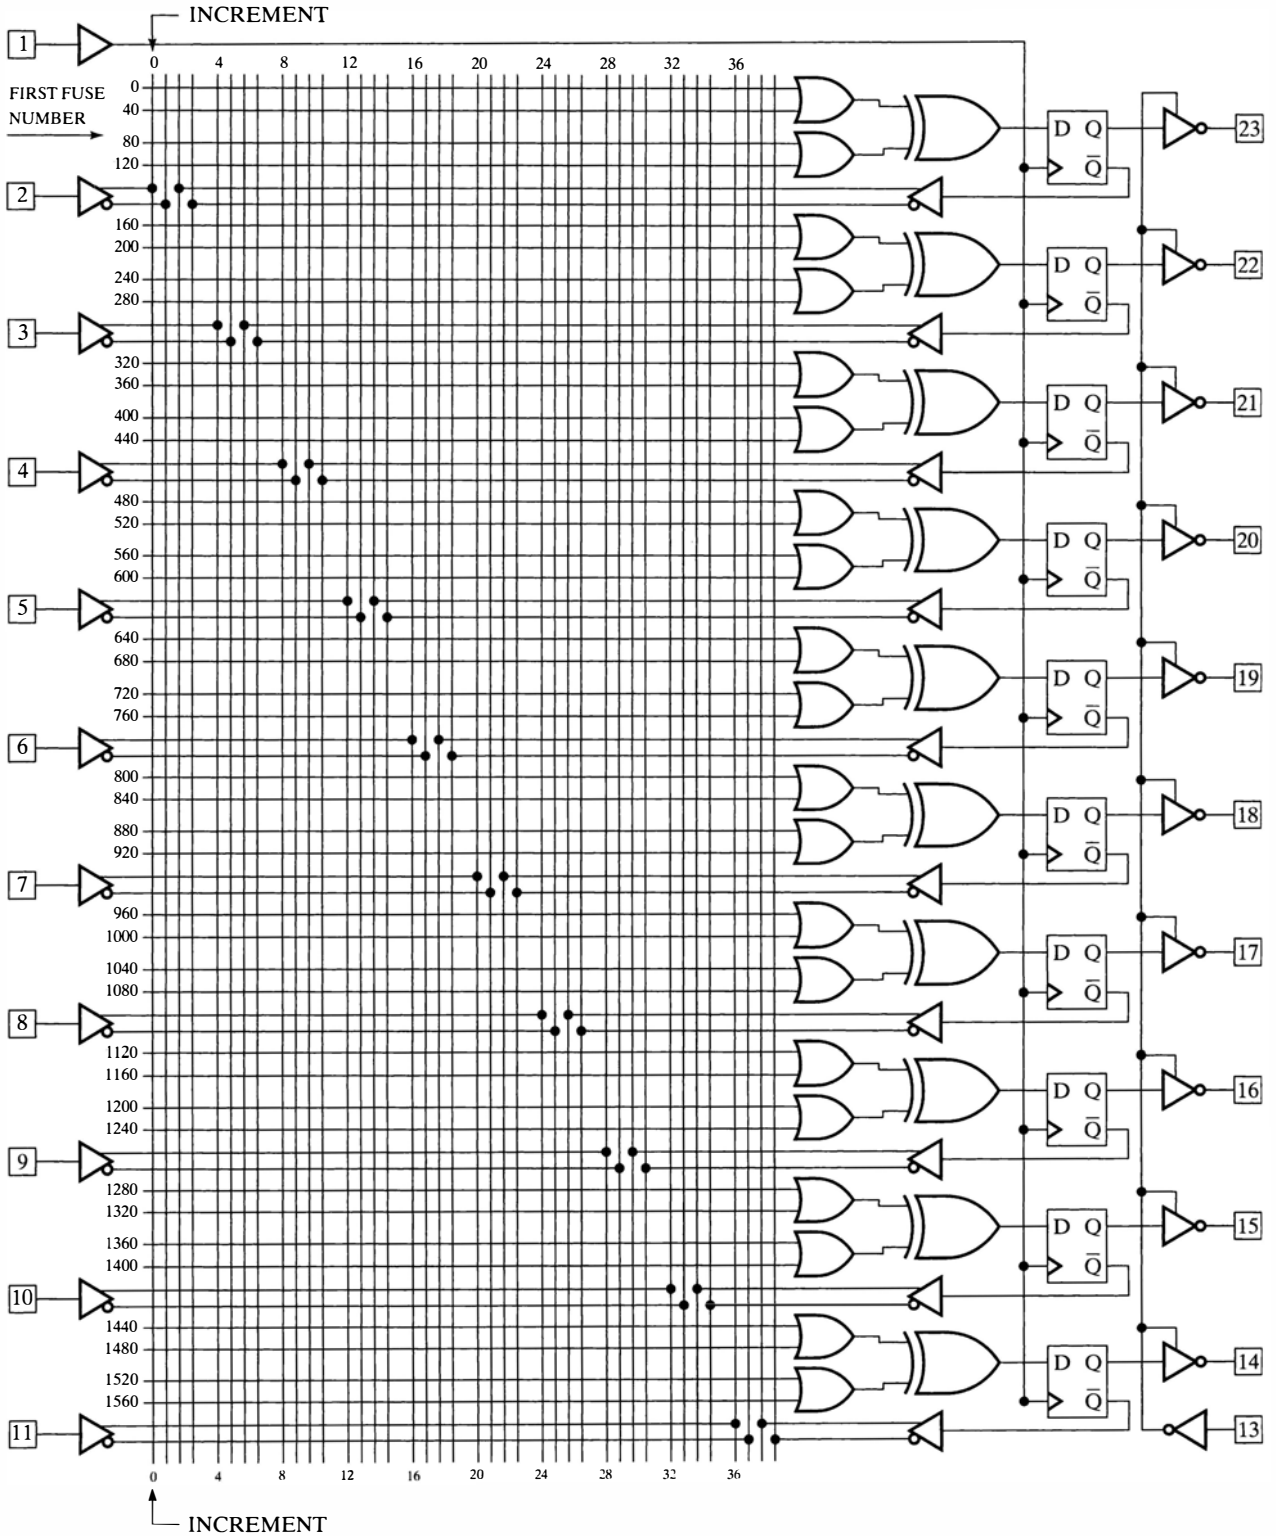 INCREMENT
1
0 4 8 12 16 20 24 28 32 36
FIRST FUSE
NUMBER
0
40
80
120
D Q
Q̅
23
2
160
200
240
280
D Q
Q̅
22
3
320
360
400
440
D Q
Q̅
21
4
480
520
560
600
D Q
Q̅
20
5
640
680
720
760
D Q
Q̅
19
6
800
840
880
920
D Q
Q̅
18
7
960
1000
1040
1080
D Q
Q̅
17
8
1120
1160
1200
1240
D Q
Q̅
16
9
1280
1320
1360
1400
D Q
Q̅
15
10
1440
1480
1520
1560
D Q
Q̅
14
11
13
0 4 8 12 16 20 24 28 32 36
INCREMENT